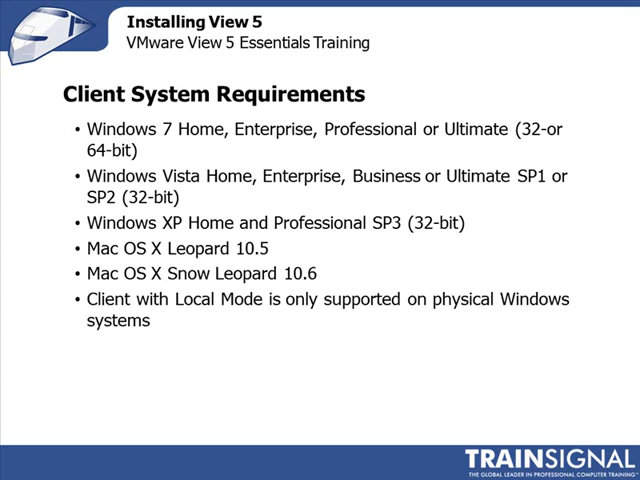 Installing View 5
VMware View 5 Essentials Training
Client System Requirements
• Windows 7 Home, Enterprise, Professional or Ultimate (32-or
64-bit)
• Windows Vista Home, Enterprise, Business or Ultimate SP1 or
SP2 (32-bit)
• Windows XP Home and Professional SP3 (32-bit)
• Mac OS X Leopard 10.5
• Mac OS X Snow Leopard 10.6
• Client with Local Mode is only supported on physical Windows
systems
TRAINSIGNAL
THE GLOBAL LEADER IN PROFESSIONAL COMPUTER TRAINING™